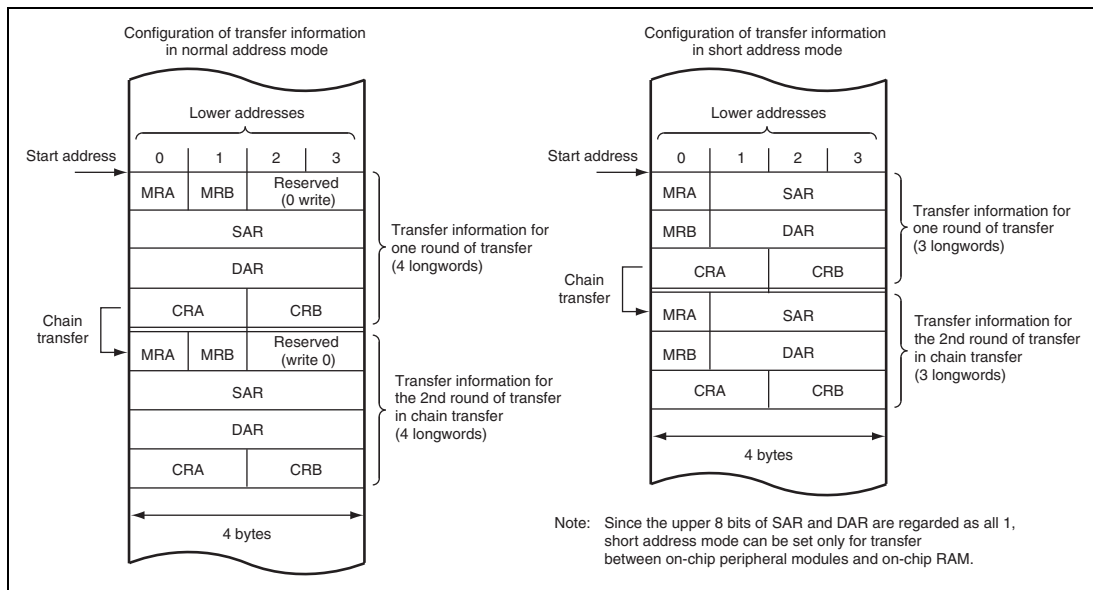 Configuration of transfer information
in normal address mode
Lower addresses
Start address
0 1 2 3
MRA MRB Reserved
(0 write)
SAR
DAR
CRA CRB
Transfer information for
one round of transfer
(4 longwords)
Chain
transfer
MRA MRB Reserved
(write 0)
SAR
DAR
CRA CRB
Transfer information for
the 2nd round of transfer
in chain transfer
(4 longwords)
4 bytes
Configuration of transfer information
in short address mode
Lower addresses
Start address
0 1 2 3
MRA SAR
MRB DAR
CRA CRB
Transfer information for
one round of transfer
(3 longwords)
Chain
transfer
MRA SAR
MRB DAR
CRA CRB
Transfer information for
the 2nd round of transfer
in chain transfer
(3 longwords)
4 bytes
Note: Since the upper 8 bits of SAR and DAR are regarded as all 1,
short address mode can be set only for transfer
between on-chip peripheral modules and on-chip RAM.